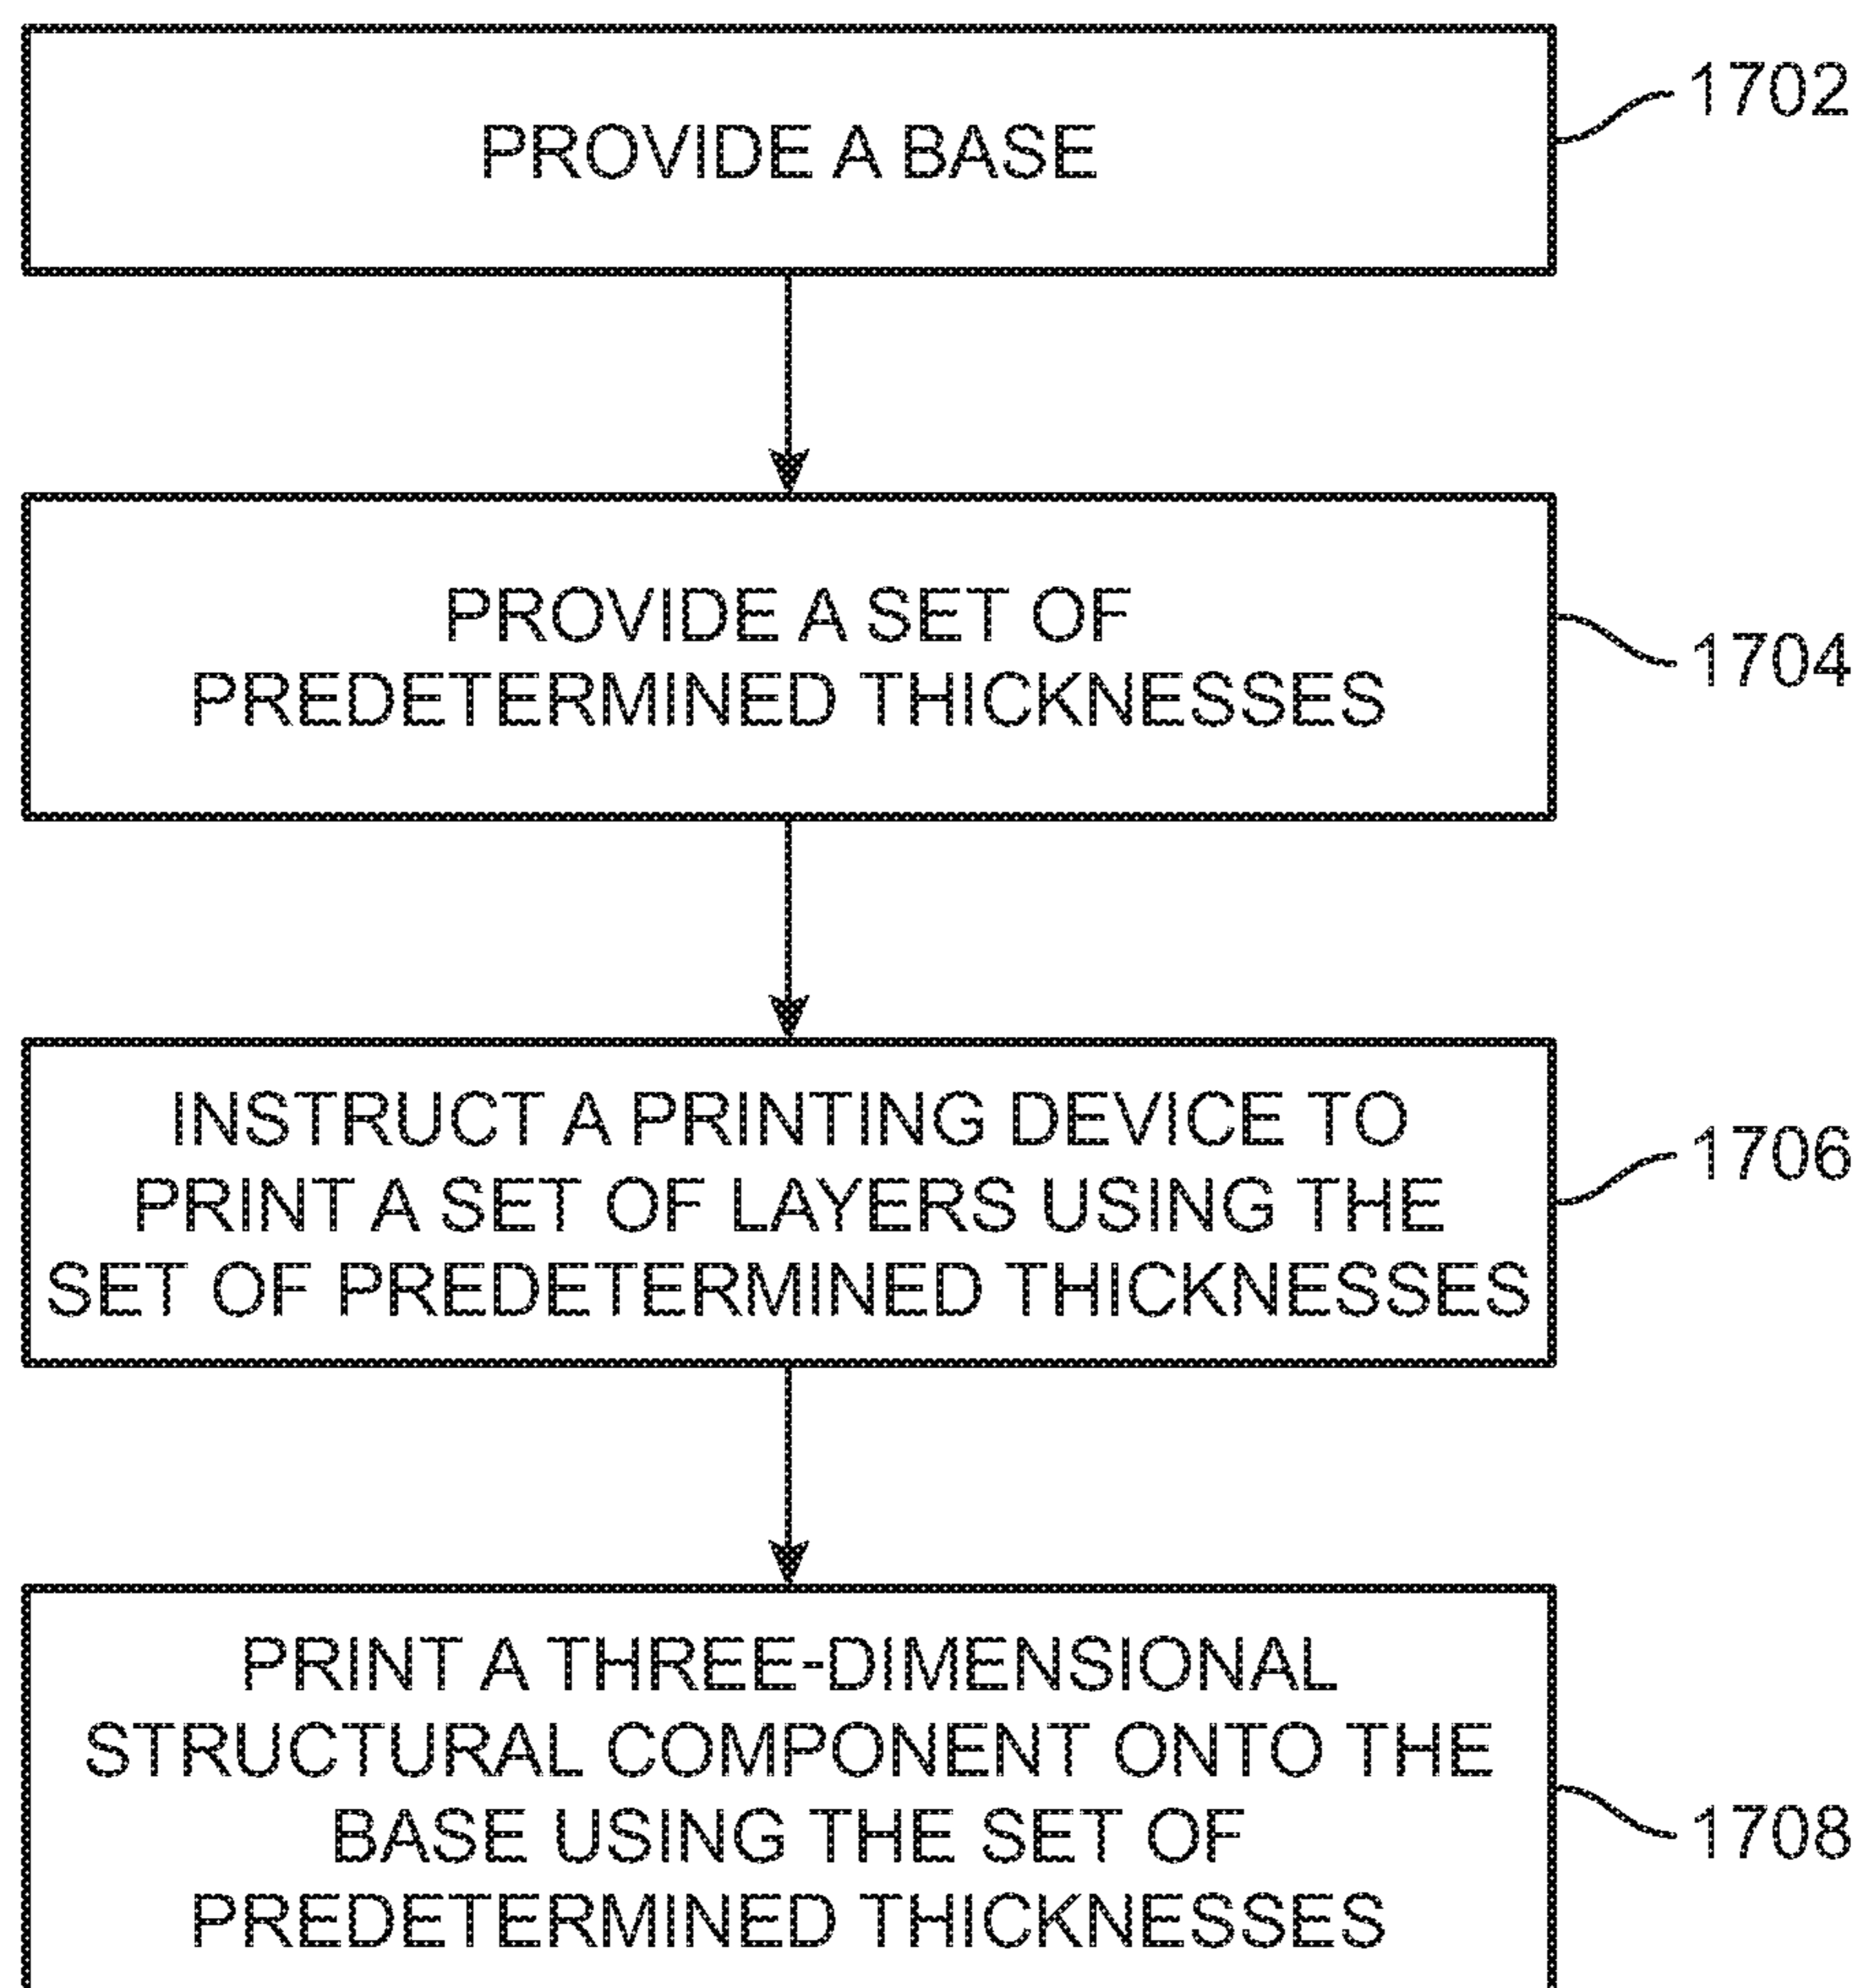 PROVIDE A BASE
1702
PROVIDE A SET OF
PREDETERMINED THICKNESSES
1704
INSTRUCT A PRINTING DEVICE TO
PRINT A SET OF LAYERS USING THE
SET OF PREDETERMINED THICKNESSES
1706
PRINT A THREE-DIMENSIONAL
STRUCTURAL COMPONENT ONTO THE
BASE USING THE SET OF
PREDETERMINED THICKNESSES
1708